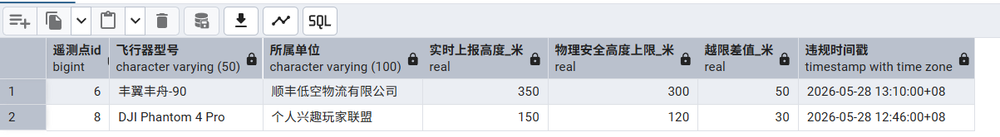 SQL
遥测点id 飞行器型号 所属单位 实时上报高度_米 物理安全高度上限_米 越限差值_米 违规时间戳
bigint character varying (50) character varying (100) real real real timestamp with time zone
1 6 丰翼丰舟-90 顺丰低空物流有限公司 350 300 50 2026-05-28 13:10:00+08
2 8 DJI Phantom 4 Pro 个人兴趣玩家联盟 150 120 30 2026-05-28 12:46:00+08